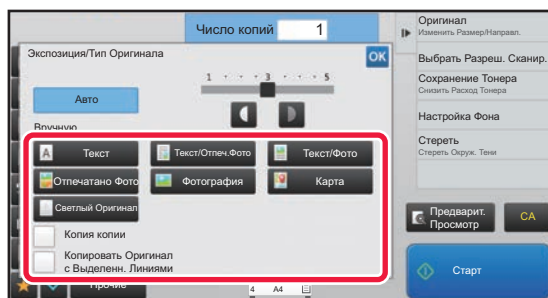 Число копий 1
Экспозиция/Тип Оригинала
OK
1 3 5
Авто
Вручную
A Текст
Текст/Отпеч.Фото
Текст/Фото
Отпечатано Фото
Фотография
Карта
Светлый Оригинал
Копия копии
Копировать Оригинал
с Выделенн. Линиями
Прочие
4 A4
Оригинал
Изменить Размер/Направл.
Выбрать Разреш. Сканир.
Сохранение Тонера
Снизить Расход Тонера
Настройка Фона
Стереть
Стереть Окруж. Тени
Предварит.
Просмотр
CA
Старт